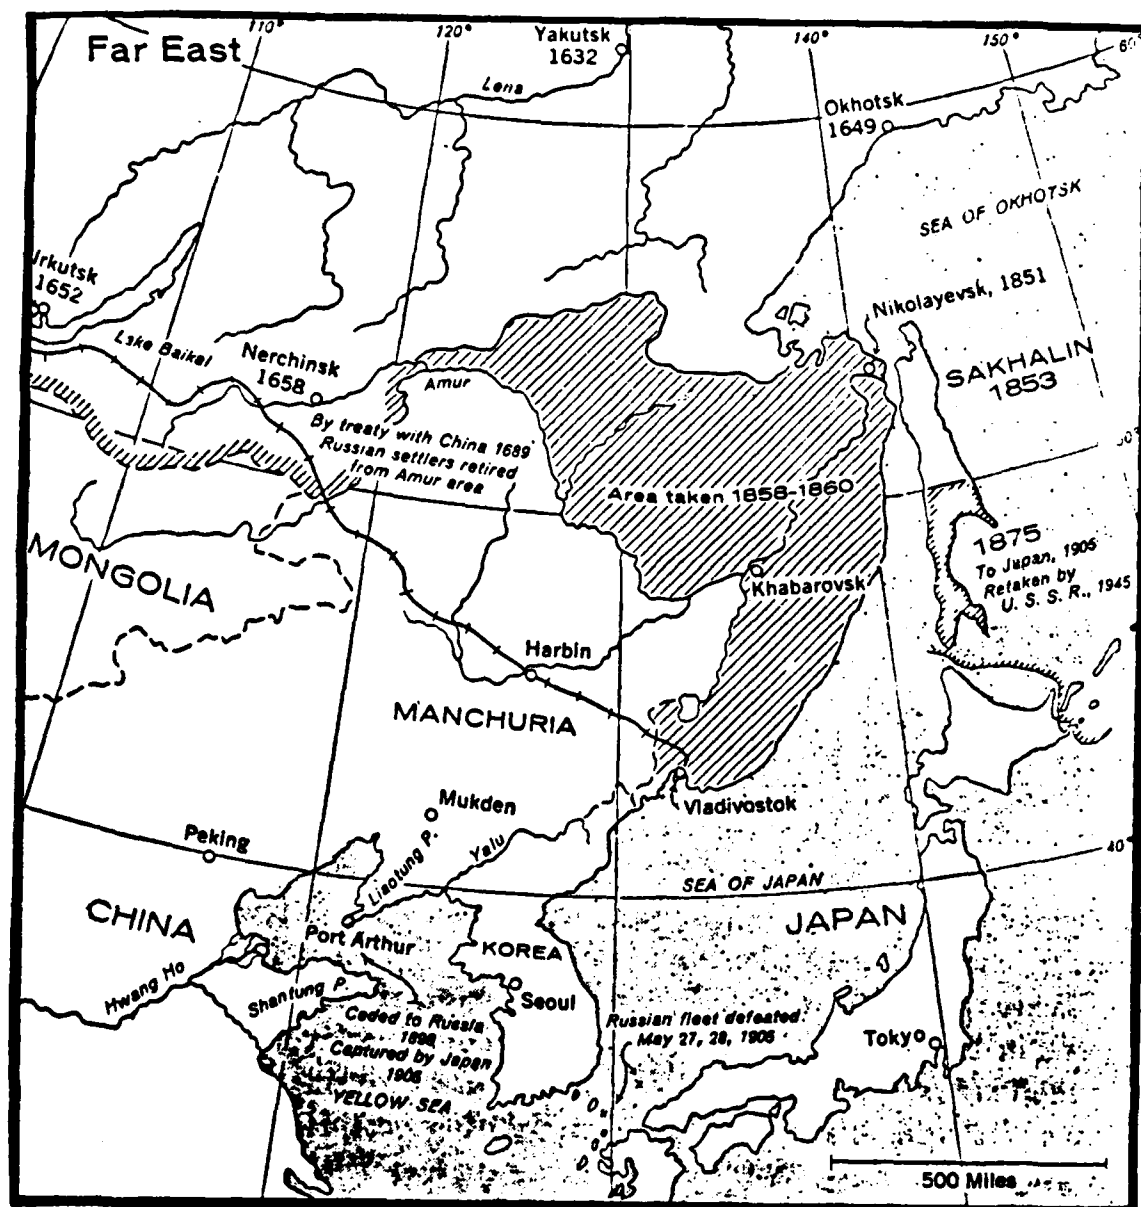 110°
120°
140°
150°
60°
Far East
Yakutsk
1632
Lena
Okhotsk
1649
SEA OF OKHOTSK
Irkutsk
1652
Nikolayevsk, 1851
Lake Baikal
Nerchinsk
1658
Amur
SAKHALIN
1853
By treaty with China 1689
Russian settlers retired
from Amur area
Area taken 1858-1860
MONGOLIA
1875
To Japan, 1905
Retaken by
U. S. S. R., 1945
Khabarovsk
Harbin
MANCHURIA
Mukden
Vladivostok
Peking
Liaotung P.
Yalu
40°
SEA OF JAPAN
CHINA
JAPAN
Port Arthur
KOREA
Hwang Ho
Shantung P.
Seoul
Ceded to Russia
1898
Captured by Japan
1905
Russian fleet defeated
May 27, 28, 1905
Tokyo
YELLOW SEA
500 Miles